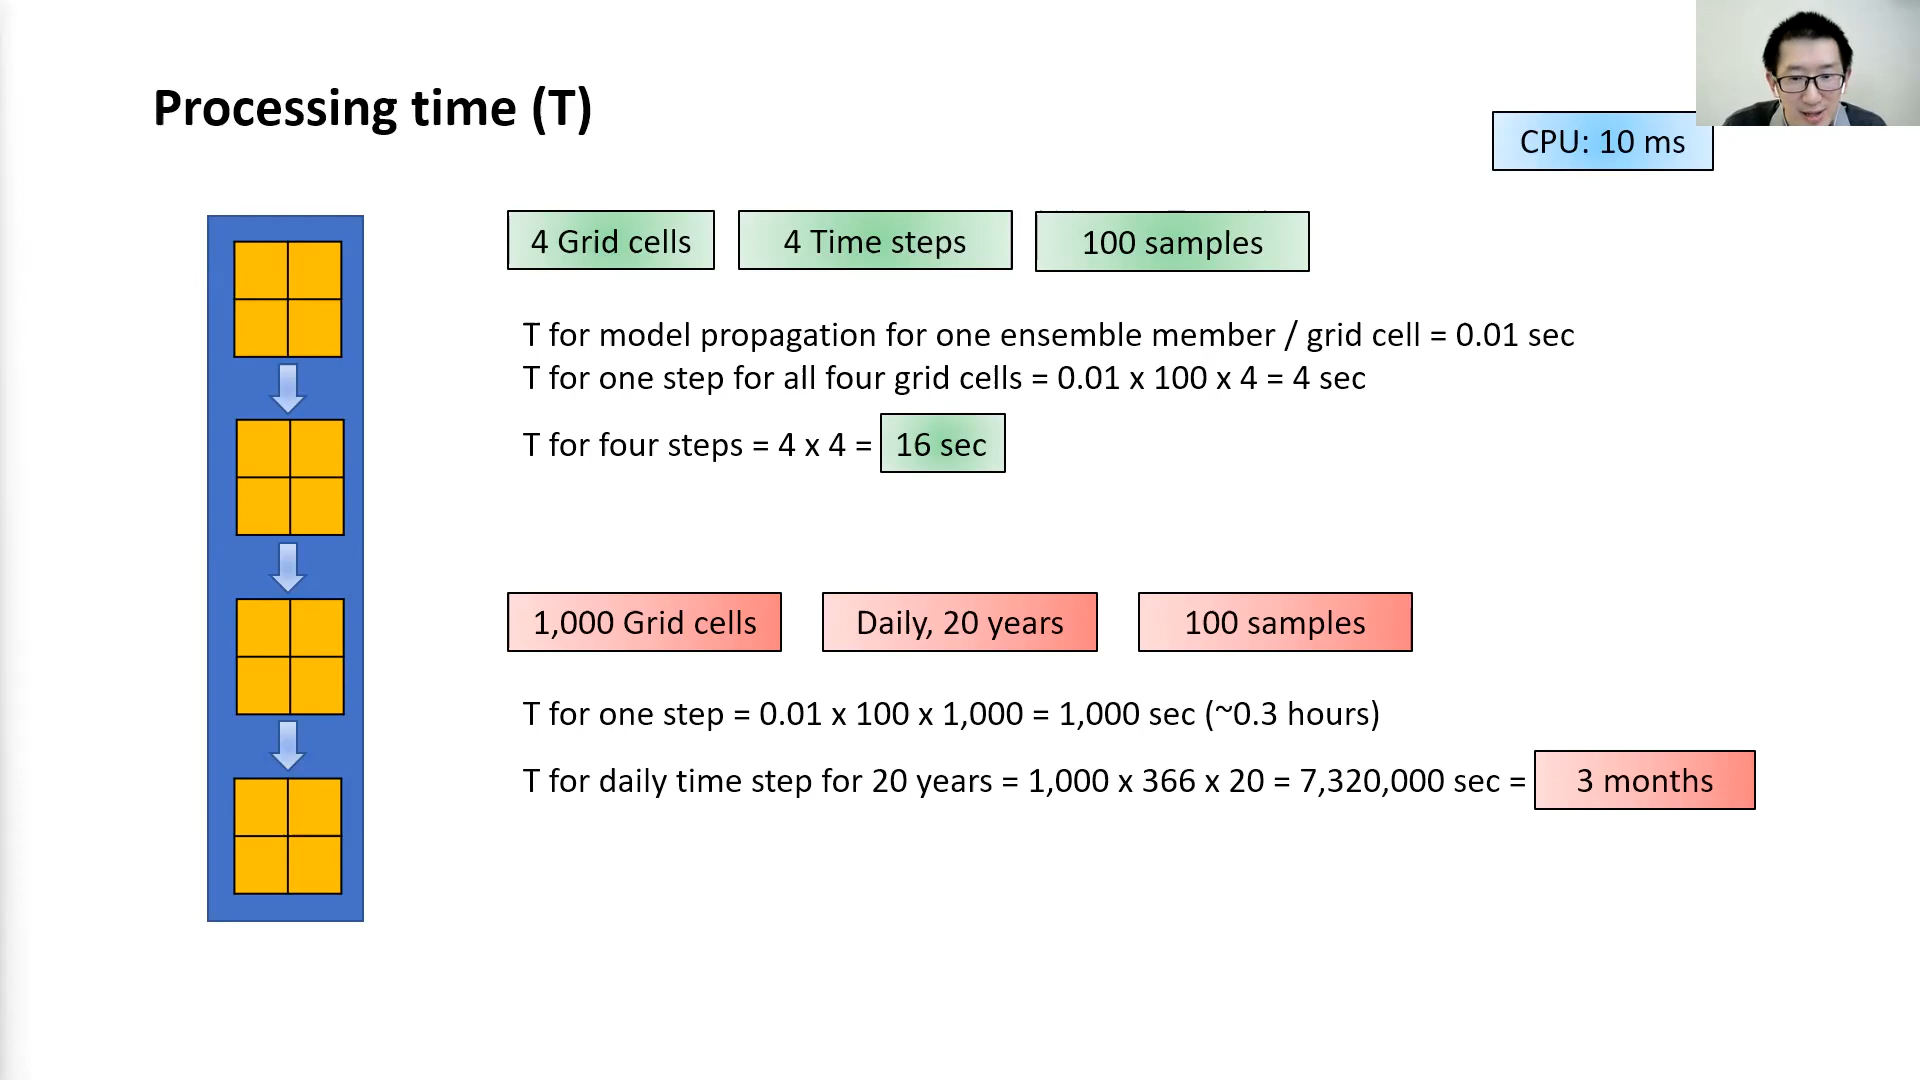 Processing time (T)
CPU: 10 ms
4 Grid cells
4 Time steps
100 samples
T for model propagation for one ensemble member / grid cell = 0.01 sec
T for one step for all four grid cells = 0.01 x 100 x 4 = 4 sec
T for four steps = 4 x 4 = 16 sec
1,000 Grid cells
Daily, 20 years
100 samples
T for one step = 0.01 x 100 x 1,000 = 1,000 sec (~0.3 hours)
T for daily time step for 20 years = 1,000 x 366 x 20 = 7,320,000 sec = 3 months